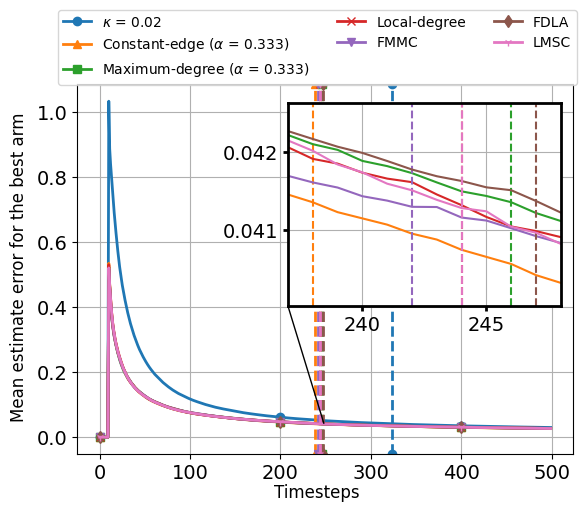 κ = 0.02
Constant-edge (α = 0.333)
Maximum-degree (α = 0.333)
Local-degree
FMMC
FDLA
LMSC
Mean estimate error for the best arm
1.0
0.8
0.6
0.4
0.2
0.0
0.042
0.041
240 245
0 100 200 300 400 500
Timesteps